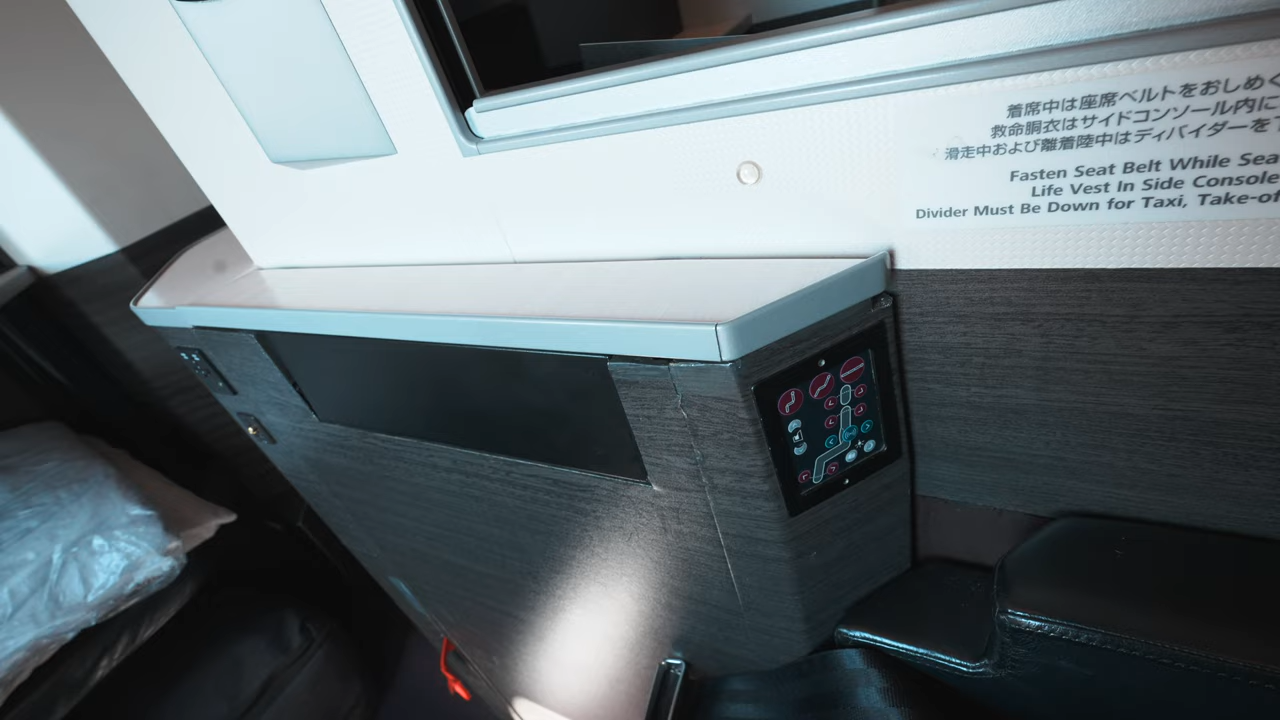 着席中は座席ベルトをおしめく
救命胴衣はサイドコンソール内に
滑走中および離着陸中はディバイダーを
Fasten Seat Belt While Sea
Life Vest In Side Console
Divider Must Be Down for Taxi, Take-of